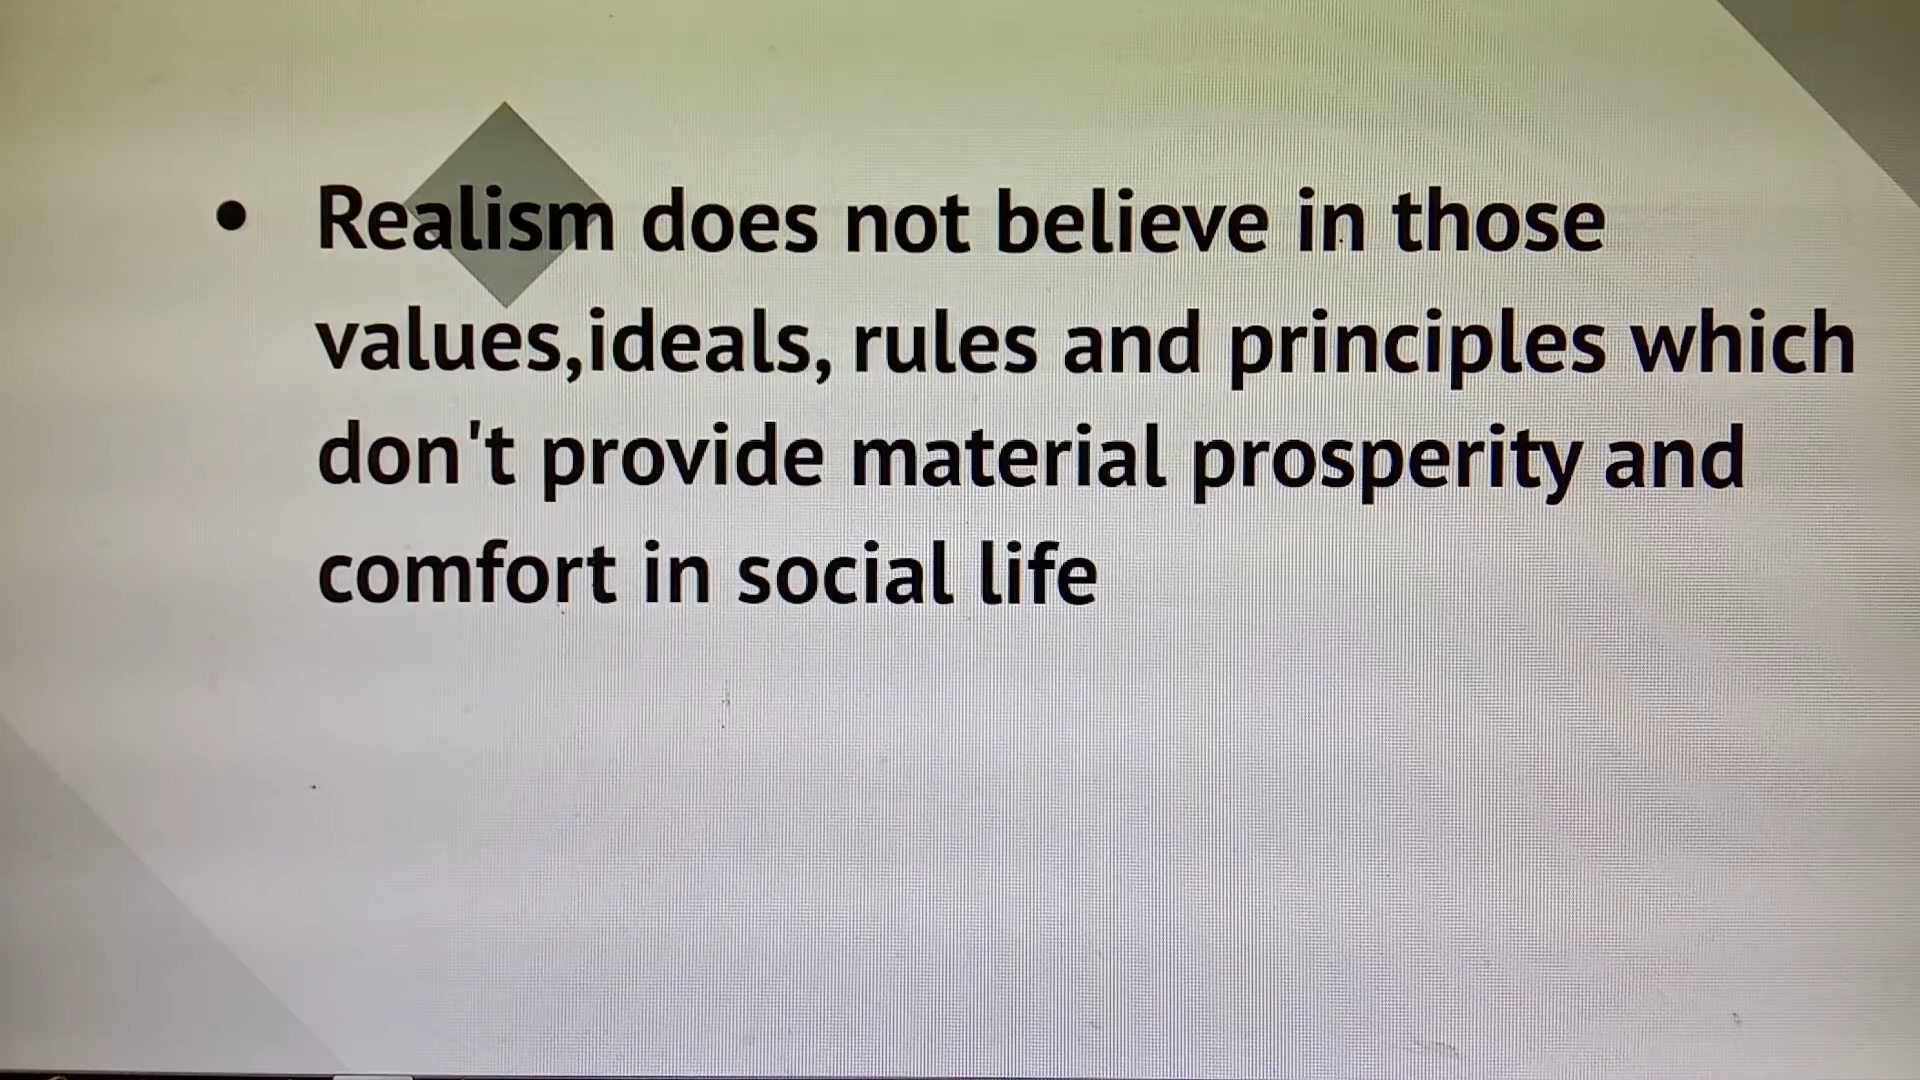 • Realism does not believe in those
values,ideals, rules and principles which
don't provide material prosperity and
comfort in social life